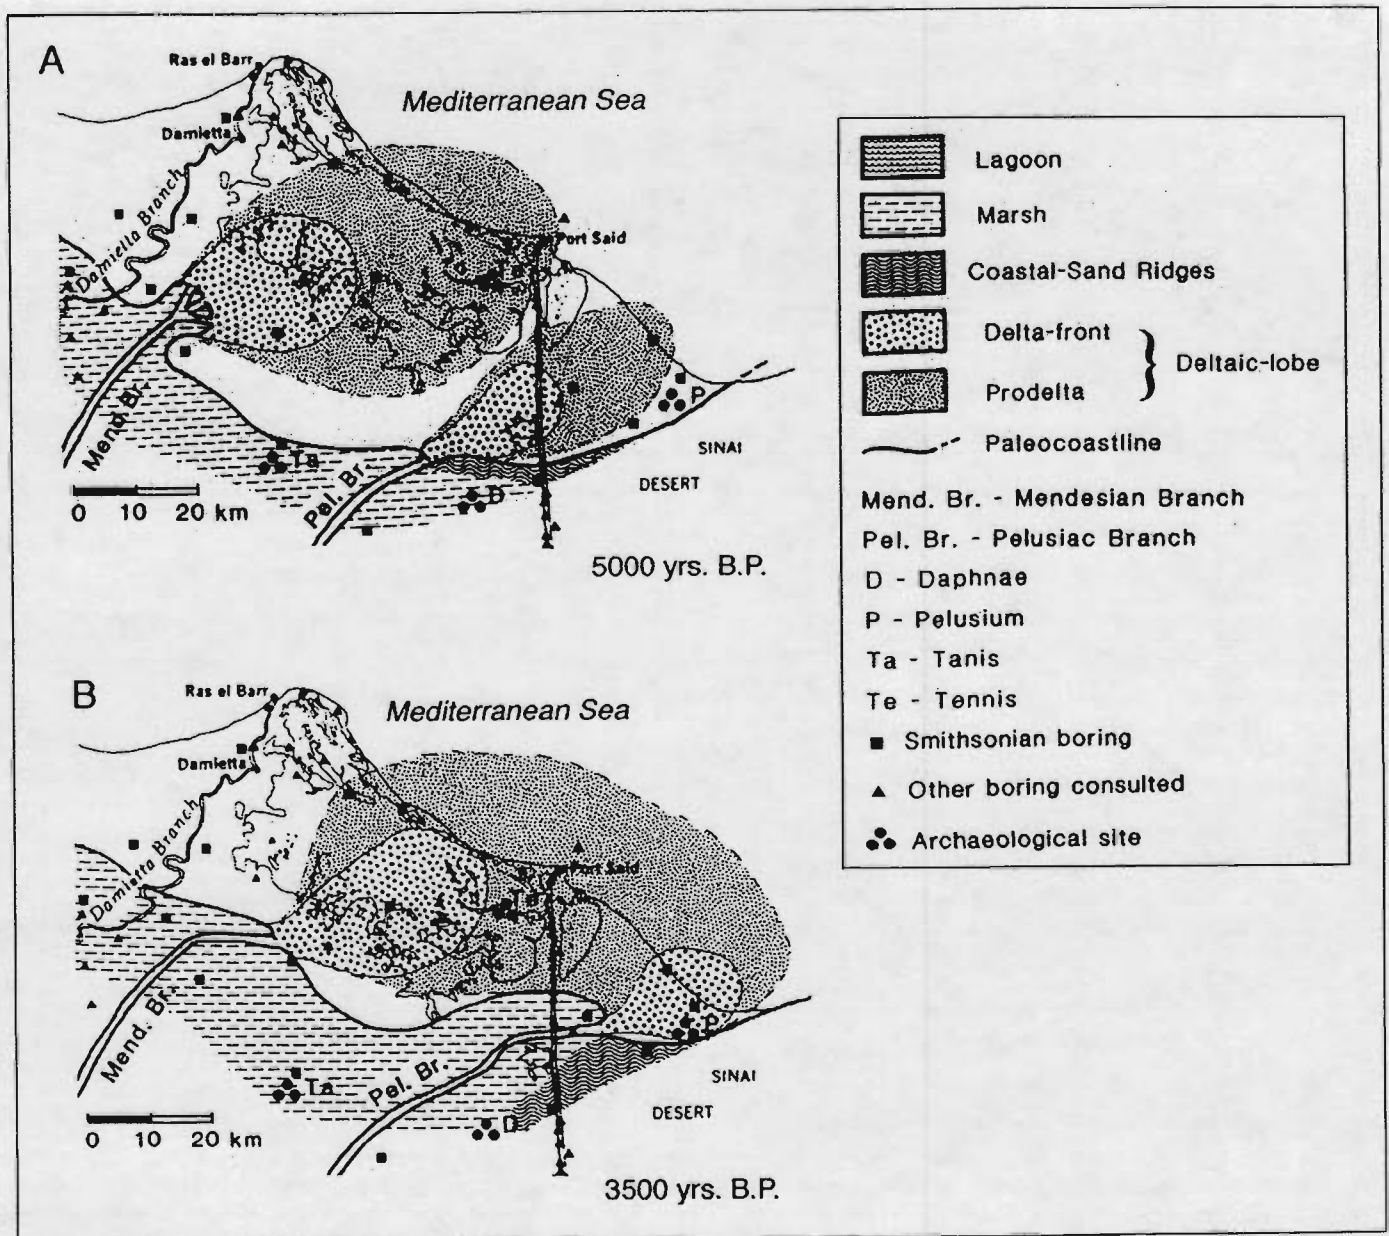 A
Ras el Barr
Mediterranean Sea
Damietta
Damiella Branch
Port Said
Te
Mend. Br.
Ta
Pel. Br.
D
P
SINAI
DESERT
0 10 20 km
5000 yrs. B.P.
B
Ras el Barr
Mediterranean Sea
Damietta
Damiatta Branch
Port Said
Te
Mend. Br.
Ta
Pel. Br.
D
P
SINAI
DESERT
0 10 20 km
3500 yrs. B.P.
Lagoon
Marsh
Coastal-Sand Ridges
Delta-front
Deltaic-lobe
Prodelta
Paleocoastline
Mend. Br. - Mendesian Branch
Pel. Br. - Pelusiac Branch
D - Daphnae
P - Pelusium
Ta - Tanis
Te - Tennis
Smithsonian boring
Other boring consulted
Archaeological site